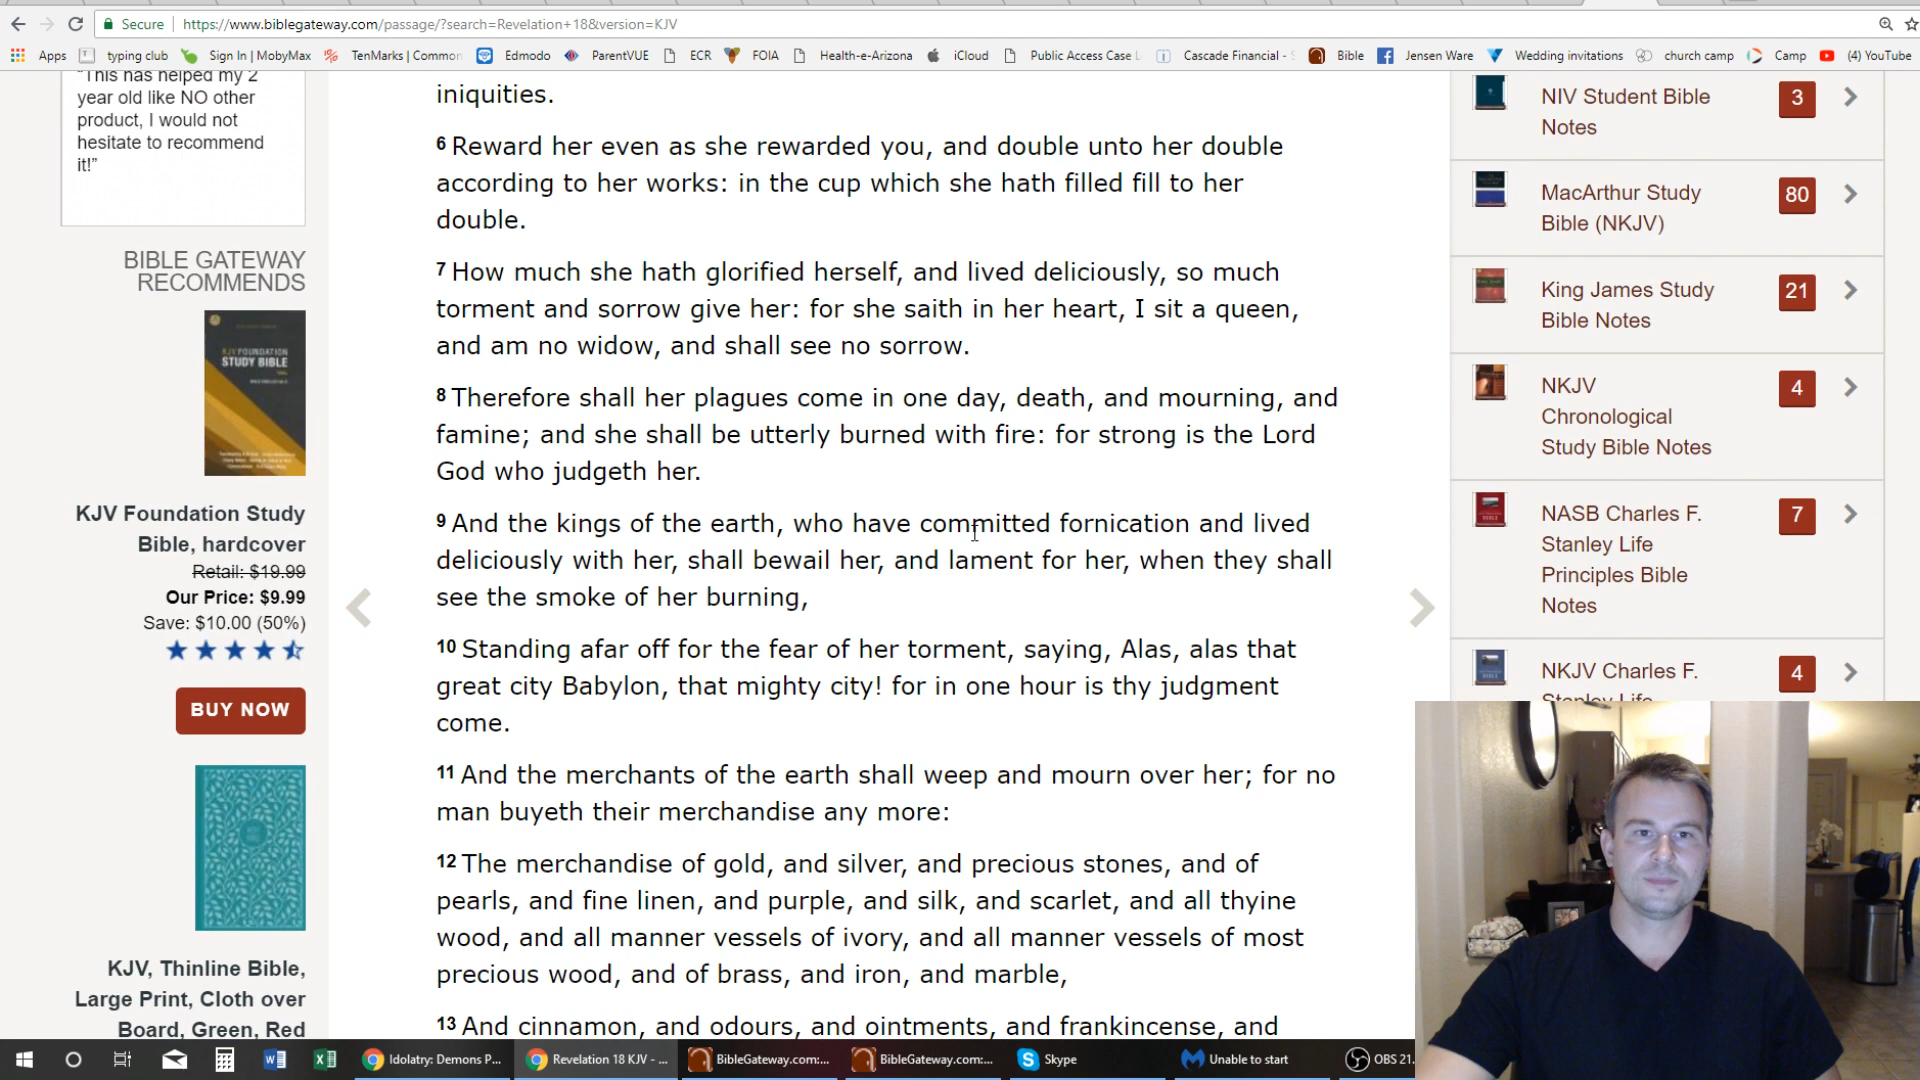 Secure https://www.biblegateway.com/passage/?search=Revelation+18&version=KJV
Apps typing club Sign In | MobyMax TenMarks | Common Edmodo ParentVUE ECR FOIA Health-e-Arizona iCloud Public Access Case L Cascade Financial - S Bible Jensen Ware Wedding invitations church camp Camp (4) YouTube
"This has helped my 2
year old like NO other
product, I would not
hesitate to recommend
it!"
BIBLE GATEWAY
RECOMMENDS
KJV FOUNDATION
STUDY BIBLE
KJV Foundation Study
Bible, hardcover
Retail: $19.99
Our Price: $9.99
Save: $10.00 (50%)
BUY NOW
KJV, Thinline Bible,
Large Print, Cloth over
Board, Green, Red
iniquities.
6 Reward her even as she rewarded you, and double unto her double
according to her works: in the cup which she hath filled fill to her
double.
7 How much she hath glorified herself, and lived deliciously, so much
torment and sorrow give her: for she saith in her heart, I sit a queen,
and am no widow, and shall see no sorrow.
8 Therefore shall her plagues come in one day, death, and mourning, and
famine; and she shall be utterly burned with fire: for strong is the Lord
God who judgeth her.
9 And the kings of the earth, who have committed fornication and lived
deliciously with her, shall bewail her, and lament for her, when they shall
see the smoke of her burning,
10 Standing afar off for the fear of her torment, saying, Alas, alas that
great city Babylon, that mighty city! for in one hour is thy judgment
come.
11 And the merchants of the earth shall weep and mourn over her; for no
man buyeth their merchandise any more:
12 The merchandise of gold, and silver, and precious stones, and of
pearls, and fine linen, and purple, and silk, and scarlet, and all thyine
wood, and all manner vessels of ivory, and all manner vessels of most
precious wood, and of brass, and iron, and marble,
13 And cinnamon, and odours, and ointments, and frankincense, and
NIV Student Bible
Notes
3
MacArthur Study
Bible (NKJV)
80
King James Study
Bible Notes
21
NKJV
Chronological
Study Bible Notes
4
NASB Charles F.
Stanley Life
Principles Bible
Notes
7
NKJV Charles F.
Stanley Life
4
Idolatry: Demons P... Revelation 18 KJV - ... BibleGateway.com:... BibleGateway.com:... Skype Unable to start OBS 21.